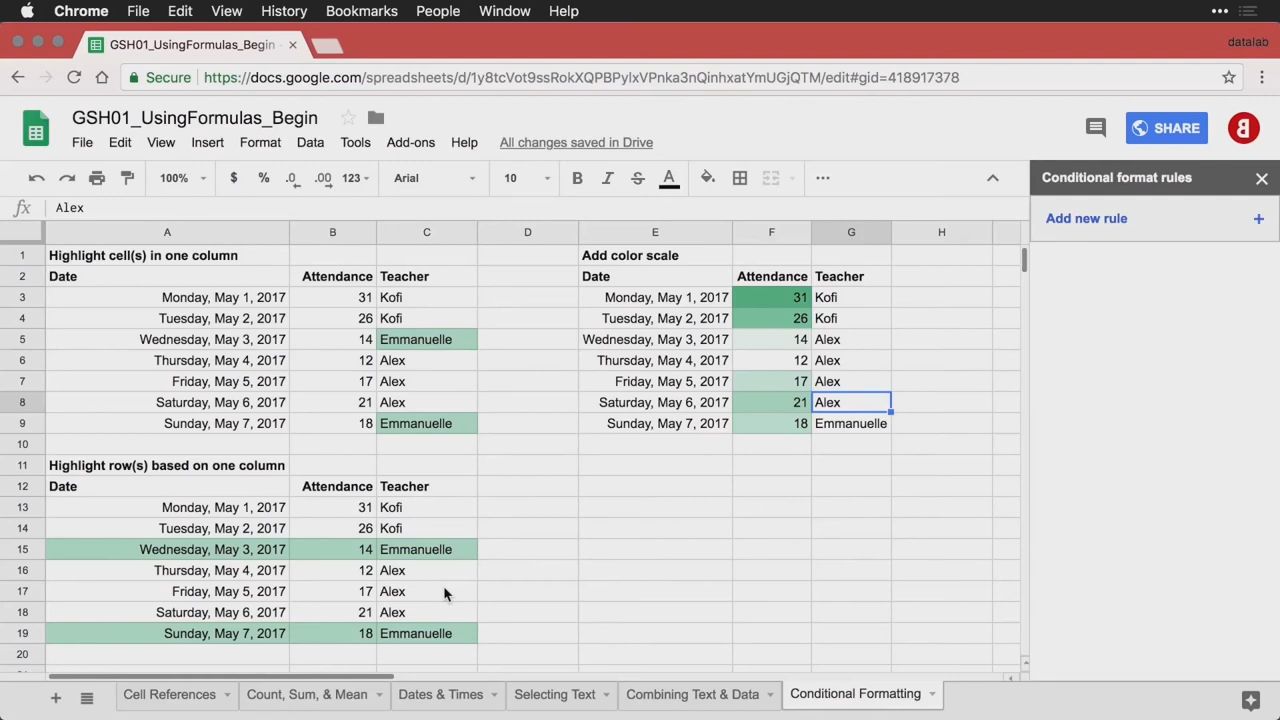 Chrome File Edit View History Bookmarks People Window Help
GSH01_UsingFormulas_Begin
datalab
Secure https://docs.google.com/spreadsheets/d/1y8tcVot9ssRokXQPBPylxVPnka3nQinhxatYmUGjQTM/edit#gid=418917378
GSH01_UsingFormulas_Begin
File Edit View Insert Format Data Tools Add-ons Help All changes saved in Drive
SHARE
100% $ % .0 .00 123 Arial 10 B I S A
Conditional format rules
Add new rule
fx Alex
A B C D E F G H
1 Highlight cell(s) in one column Add color scale
2 Date Attendance Teacher Date Attendance Teacher
3 Monday, May 1, 2017 31 Kofi Monday, May 1, 2017 31 Kofi
4 Tuesday, May 2, 2017 26 Kofi Tuesday, May 2, 2017 26 Kofi
5 Wednesday, May 3, 2017 14 Emmanuelle Wednesday, May 3, 2017 14 Alex
6 Thursday, May 4, 2017 12 Alex Thursday, May 4, 2017 12 Alex
7 Friday, May 5, 2017 17 Alex Friday, May 5, 2017 17 Alex
8 Saturday, May 6, 2017 21 Alex Saturday, May 6, 2017 21 Alex
9 Sunday, May 7, 2017 18 Emmanuelle Sunday, May 7, 2017 18 Emmanuelle
10
11 Highlight row(s) based on one column
12 Date Attendance Teacher
13 Monday, May 1, 2017 31 Kofi
14 Tuesday, May 2, 2017 26 Kofi
15 Wednesday, May 3, 2017 14 Emmanuelle
16 Thursday, May 4, 2017 12 Alex
17 Friday, May 5, 2017 17 Alex
18 Saturday, May 6, 2017 21 Alex
19 Sunday, May 7, 2017 18 Emmanuelle
20
Cell References Count, Sum, & Mean Dates & Times Selecting Text Combining Text & Data Conditional Formatting